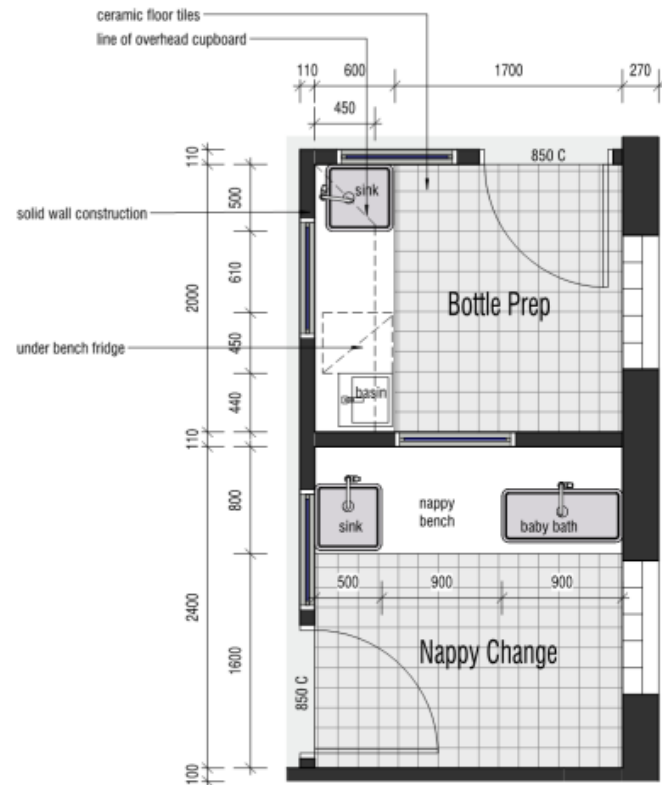 ceramic floor tiles
line of overhead cupboard
110 600 1700 270
450
110
850 C
500
sink
solid wall construction
610
2000
Bottle Prep
under bench fridge
450
basin
440
110
800
sink
nappy
bench
baby bath
500 900 900
2400
Nappy Change
1600
850 C
100